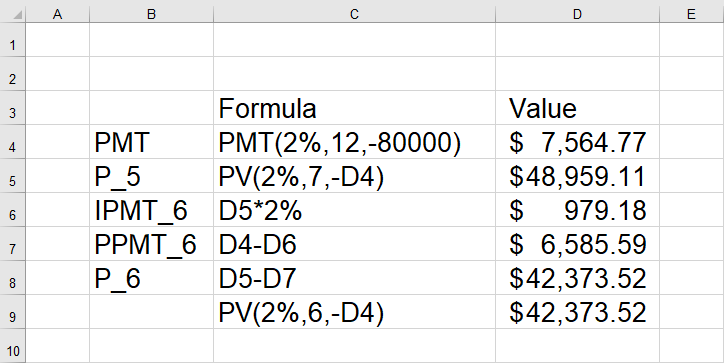 A B C D E
1
2
3 Formula Value
4 PMT PMT(2%,12,-80000) $ 7,564.77
5 P_5 PV(2%,7,-D4) $48,959.11
6 IPMT_6 D5*2% $ 979.18
7 PPMT_6 D4-D6 $ 6,585.59
8 P_6 D5-D7 $42,373.52
9 PV(2%,6,-D4) $42,373.52
10